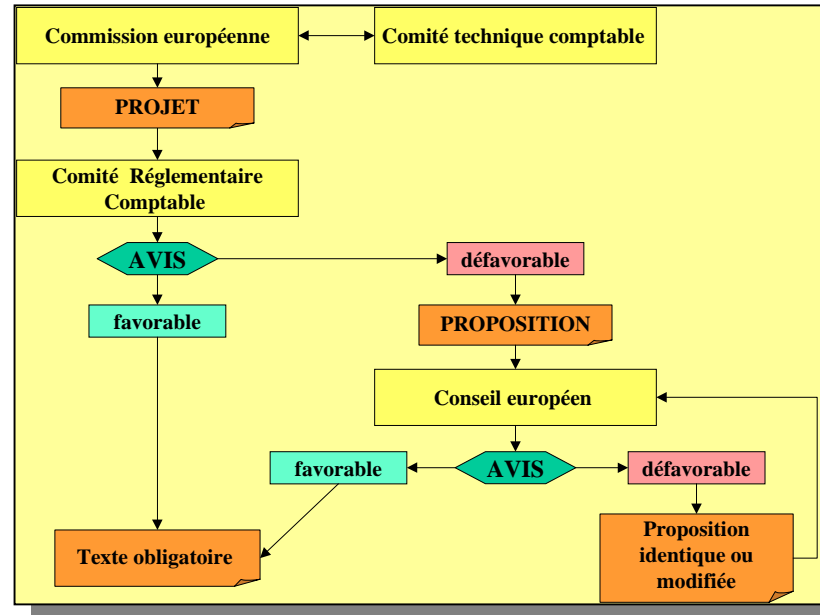 Commission européenne
Comité technique comptable
PROJET
Comité Réglementaire
Comptable
AVIS
défavorable
favorable
PROPOSITION
Conseil européen
favorable
AVIS
défavorable
Texte obligatoire
Proposition
identique ou
modifiée